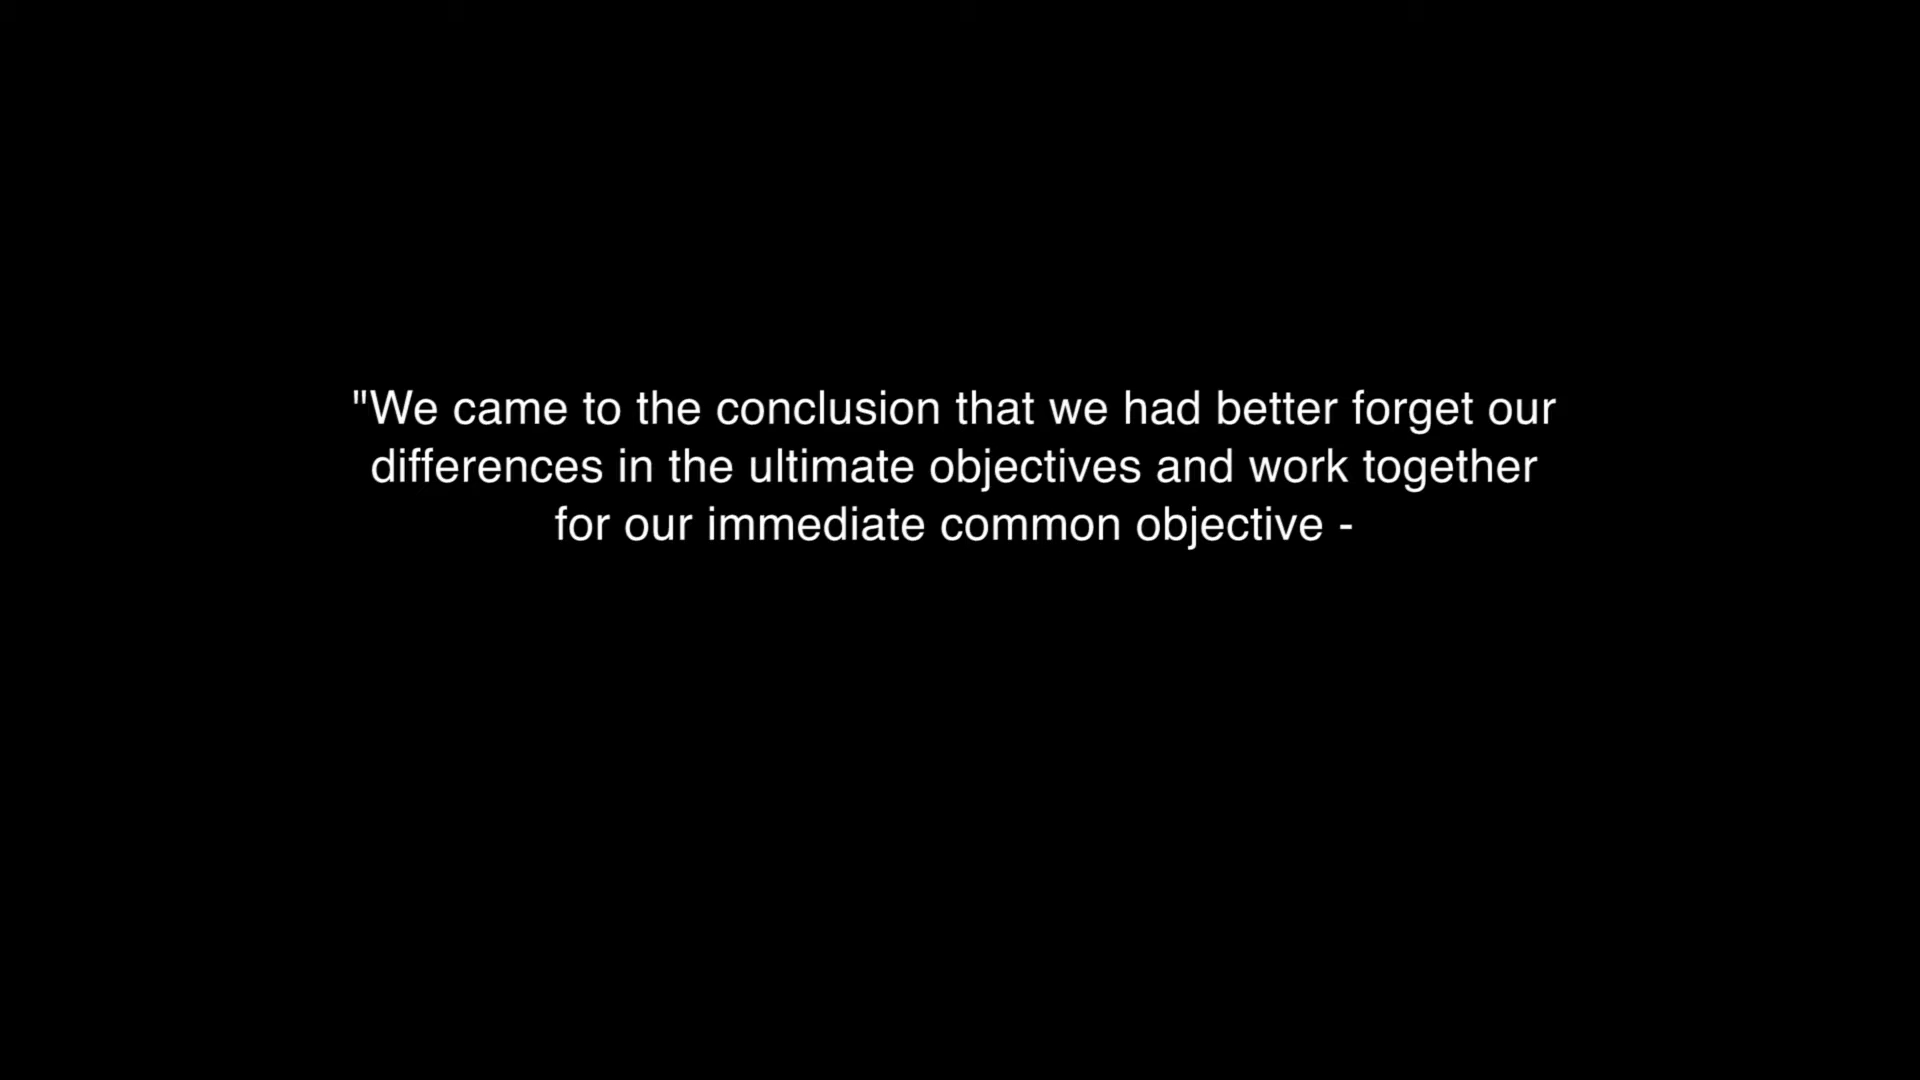 "We came to the conclusion that we had better forget our
differences in the ultimate objectives and work together
for our immediate common objective -